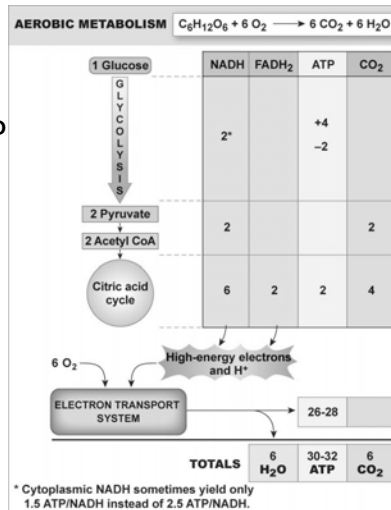 AEROBIC METABOLISM C₆H₁₂O₆ + 6 O₂ ⟶ 6 CO₂ + 6 H₂O
1 Glucose
NADH FADH₂ ATP CO₂
GLYCOLYSIS
2*
+4
–2
2 Pyruvate
2 2
2 Acetyl CoA
Citric acid
cycle
6 2 2 4
High-energy electrons
and H⁺
6 O₂
ELECTRON TRANSPORT
SYSTEM
26-28
TOTALS
6
H₂O
30-32
ATP
6
CO₂
* Cytoplasmic NADH sometimes yield only
1.5 ATP/NADH instead of 2.5 ATP/NADH.